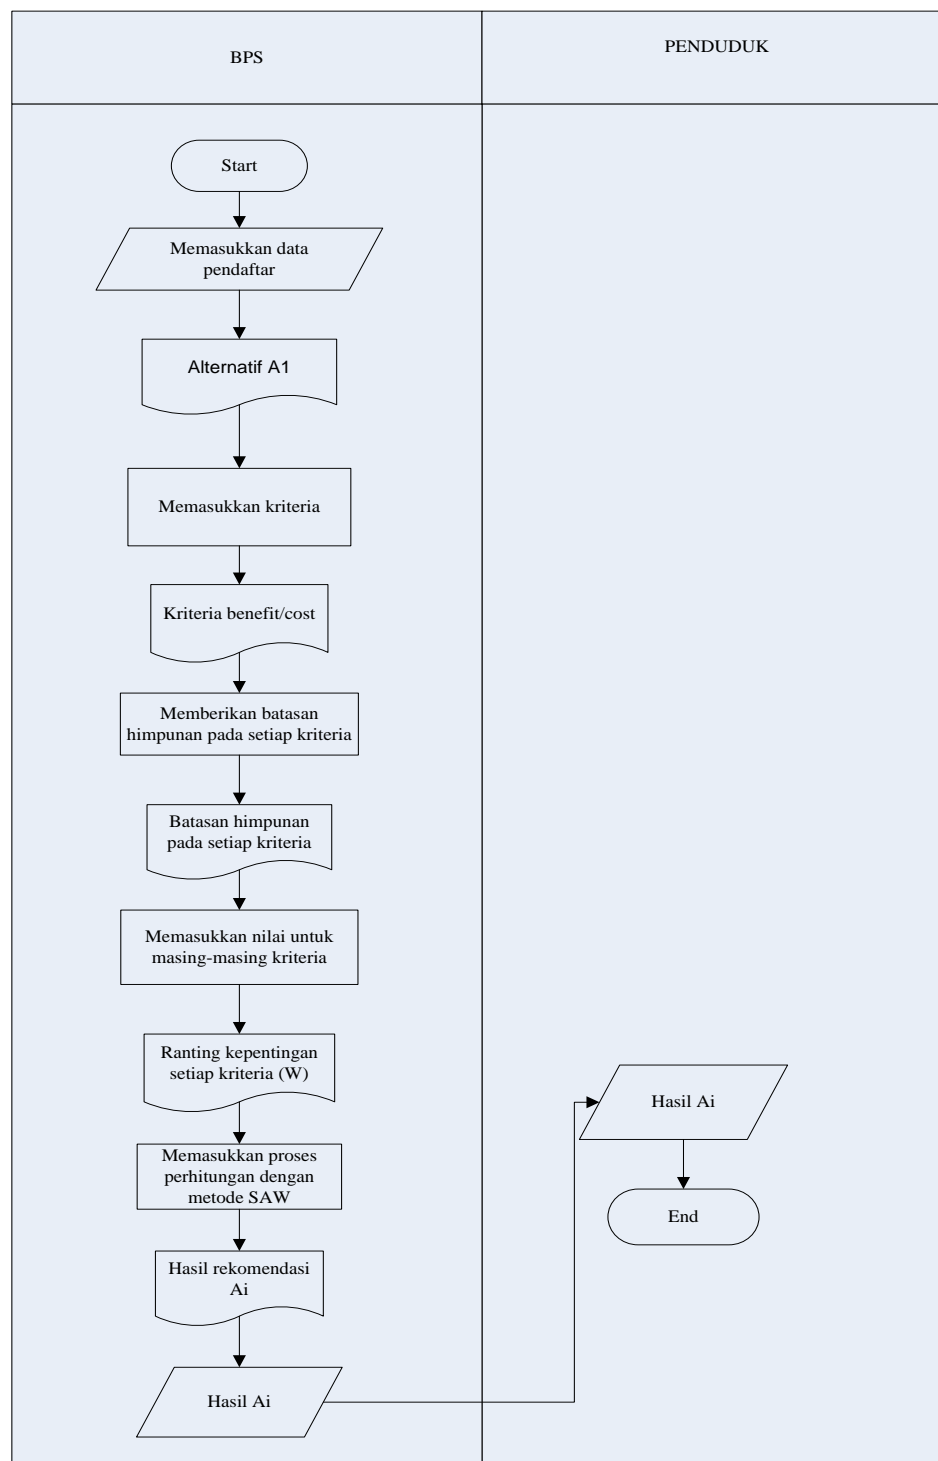 BPS
PENDUDUK
Start
Memasukkan data
pendaftar
Alternatif A1
Memasukkan kriteria
Kriteria benefit/cost
Memberikan batasan
himpunan pada setiap kriteria
Batasan himpunan
pada setiap kriteria
Memasukkan nilai untuk
masing-masing kriteria
Ranting kepentingan
setiap kriteria (W)
Memasukkan proses
perhitungan dengan
metode SAW
Hasil rekomendasi
Ai
Hasil Ai
Hasil Ai
End